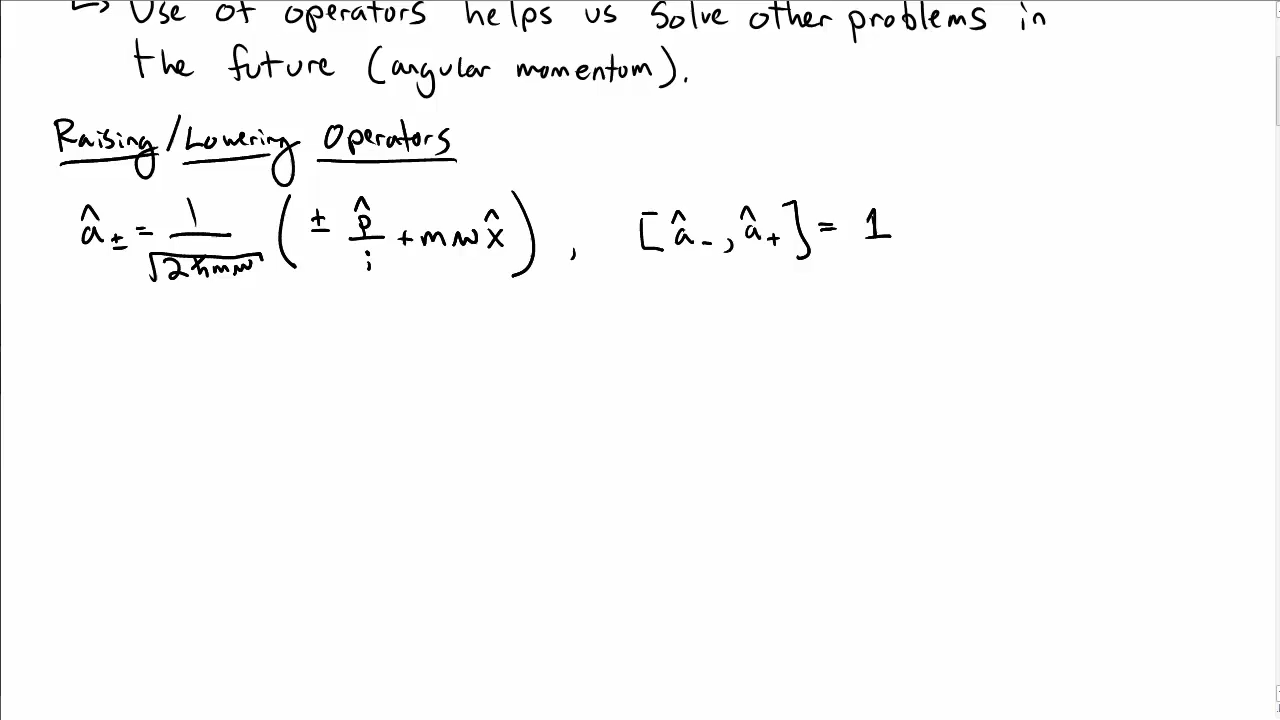 ↳ Use of operators helps us solve other problems in
the future (angular momentum).
Raising/Lowering Operators
â± = 1/√2ℏmω (± p̂/i + mωx̂), [â₋, â₊] = 1